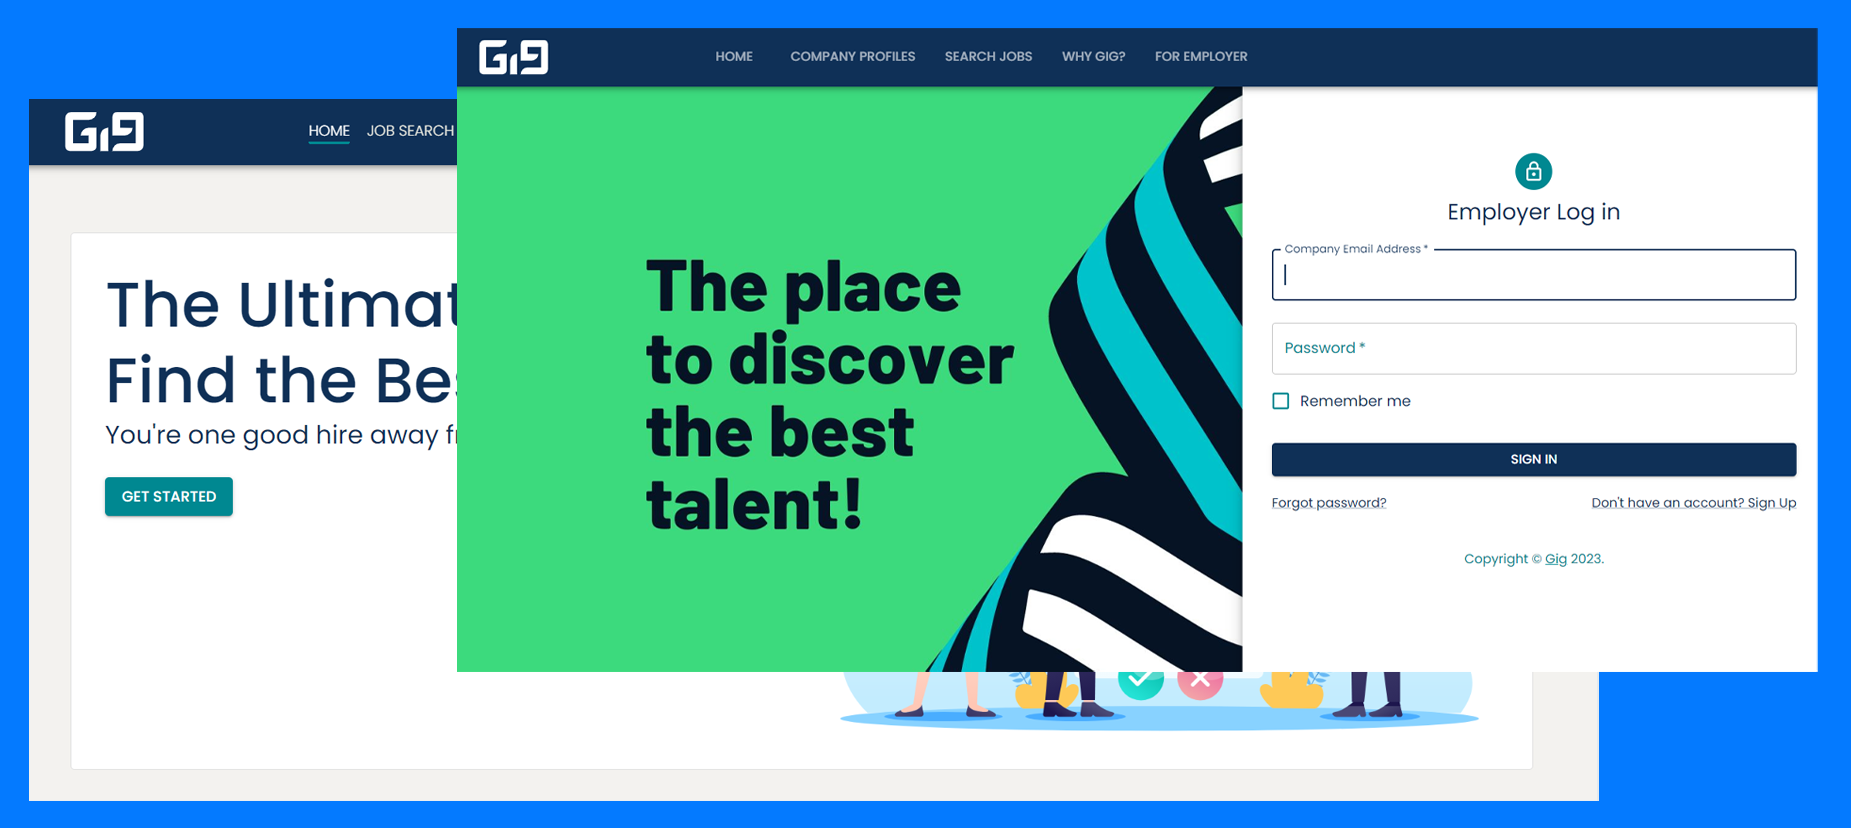 Gig
HOME COMPANY PROFILES SEARCH JOBS WHY GIG? FOR EMPLOYER
Gig
HOME JOB SEARCH
The Ultimat
Find the Bes
You're one good hire away fr
GET STARTED
The place
to discover
the best
talent!
Employer Log in
Company Email Address *
Password *
Remember me
SIGN IN
Forgot password? Don't have an account? Sign Up
Copyright © Gig 2023.